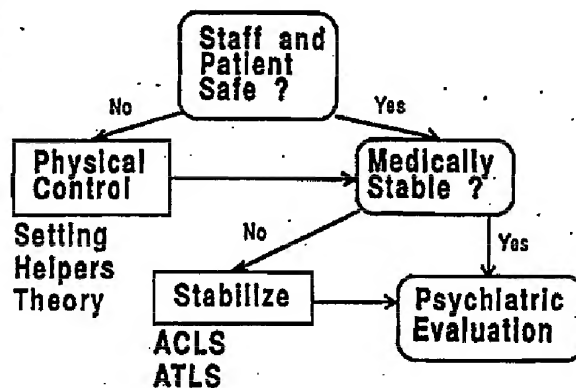 Staff and
Patient
Safe ?
No
Yes
Physical
Control
Medically
Stable ?
Setting
Helpers
Theory
No
Yes
Stabilize
Psychiatric
Evaluation
ACLS
ATLS